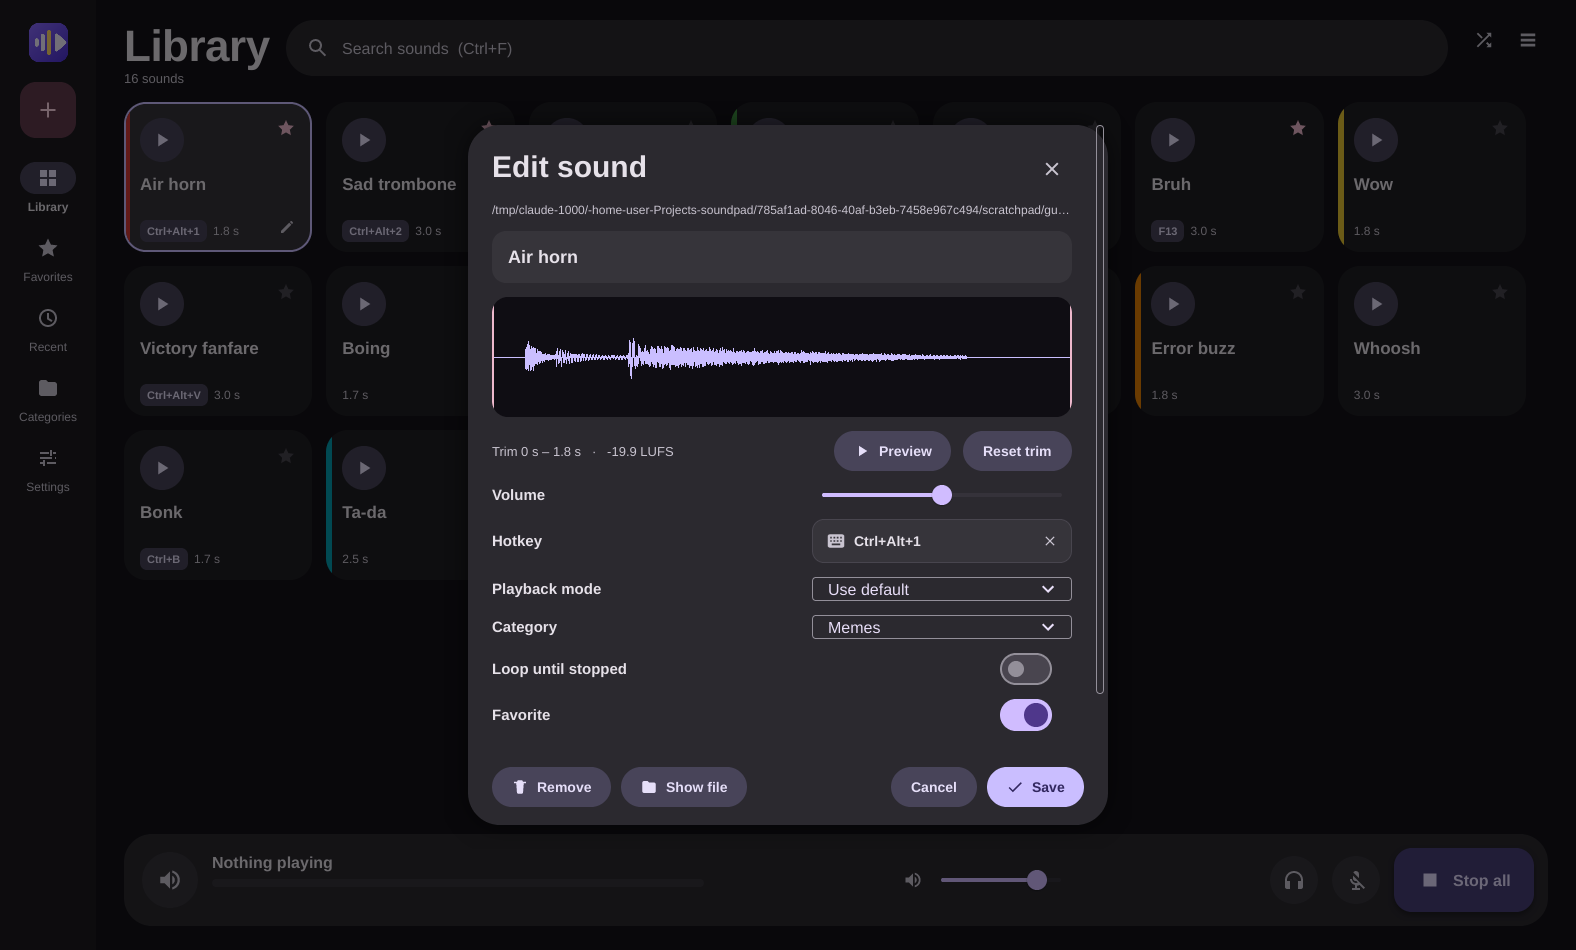 Library
16 sounds
Search sounds (Ctrl+F)
Library
Favorites
Recent
Categories
Settings
Air horn
Ctrl+Alt+1 1.8 s
Sad trombone
Ctrl+Alt+2 3.0 s
Bruh
F13 3.0 s
Wow
1.8 s
Victory fanfare
Ctrl+Alt+V 3.0 s
Boing
1.7 s
Error buzz
1.8 s
Whoosh
3.0 s
Bonk
Ctrl+B 1.7 s
Ta-da
2.5 s
Edit sound
/tmp/claude-1000/-home-user-Projects-soundpad/785af1ad-8046-40af-b3eb-7458e967c494/scratchpad/gu…
Air horn
Trim 0 s – 1.8 s · -19.9 LUFS
Preview
Reset trim
Volume
Hotkey
Ctrl+Alt+1
Playback mode
Use default
Category
Memes
Loop until stopped
Favorite
Remove
Show file
Cancel
Save
Nothing playing
Stop all